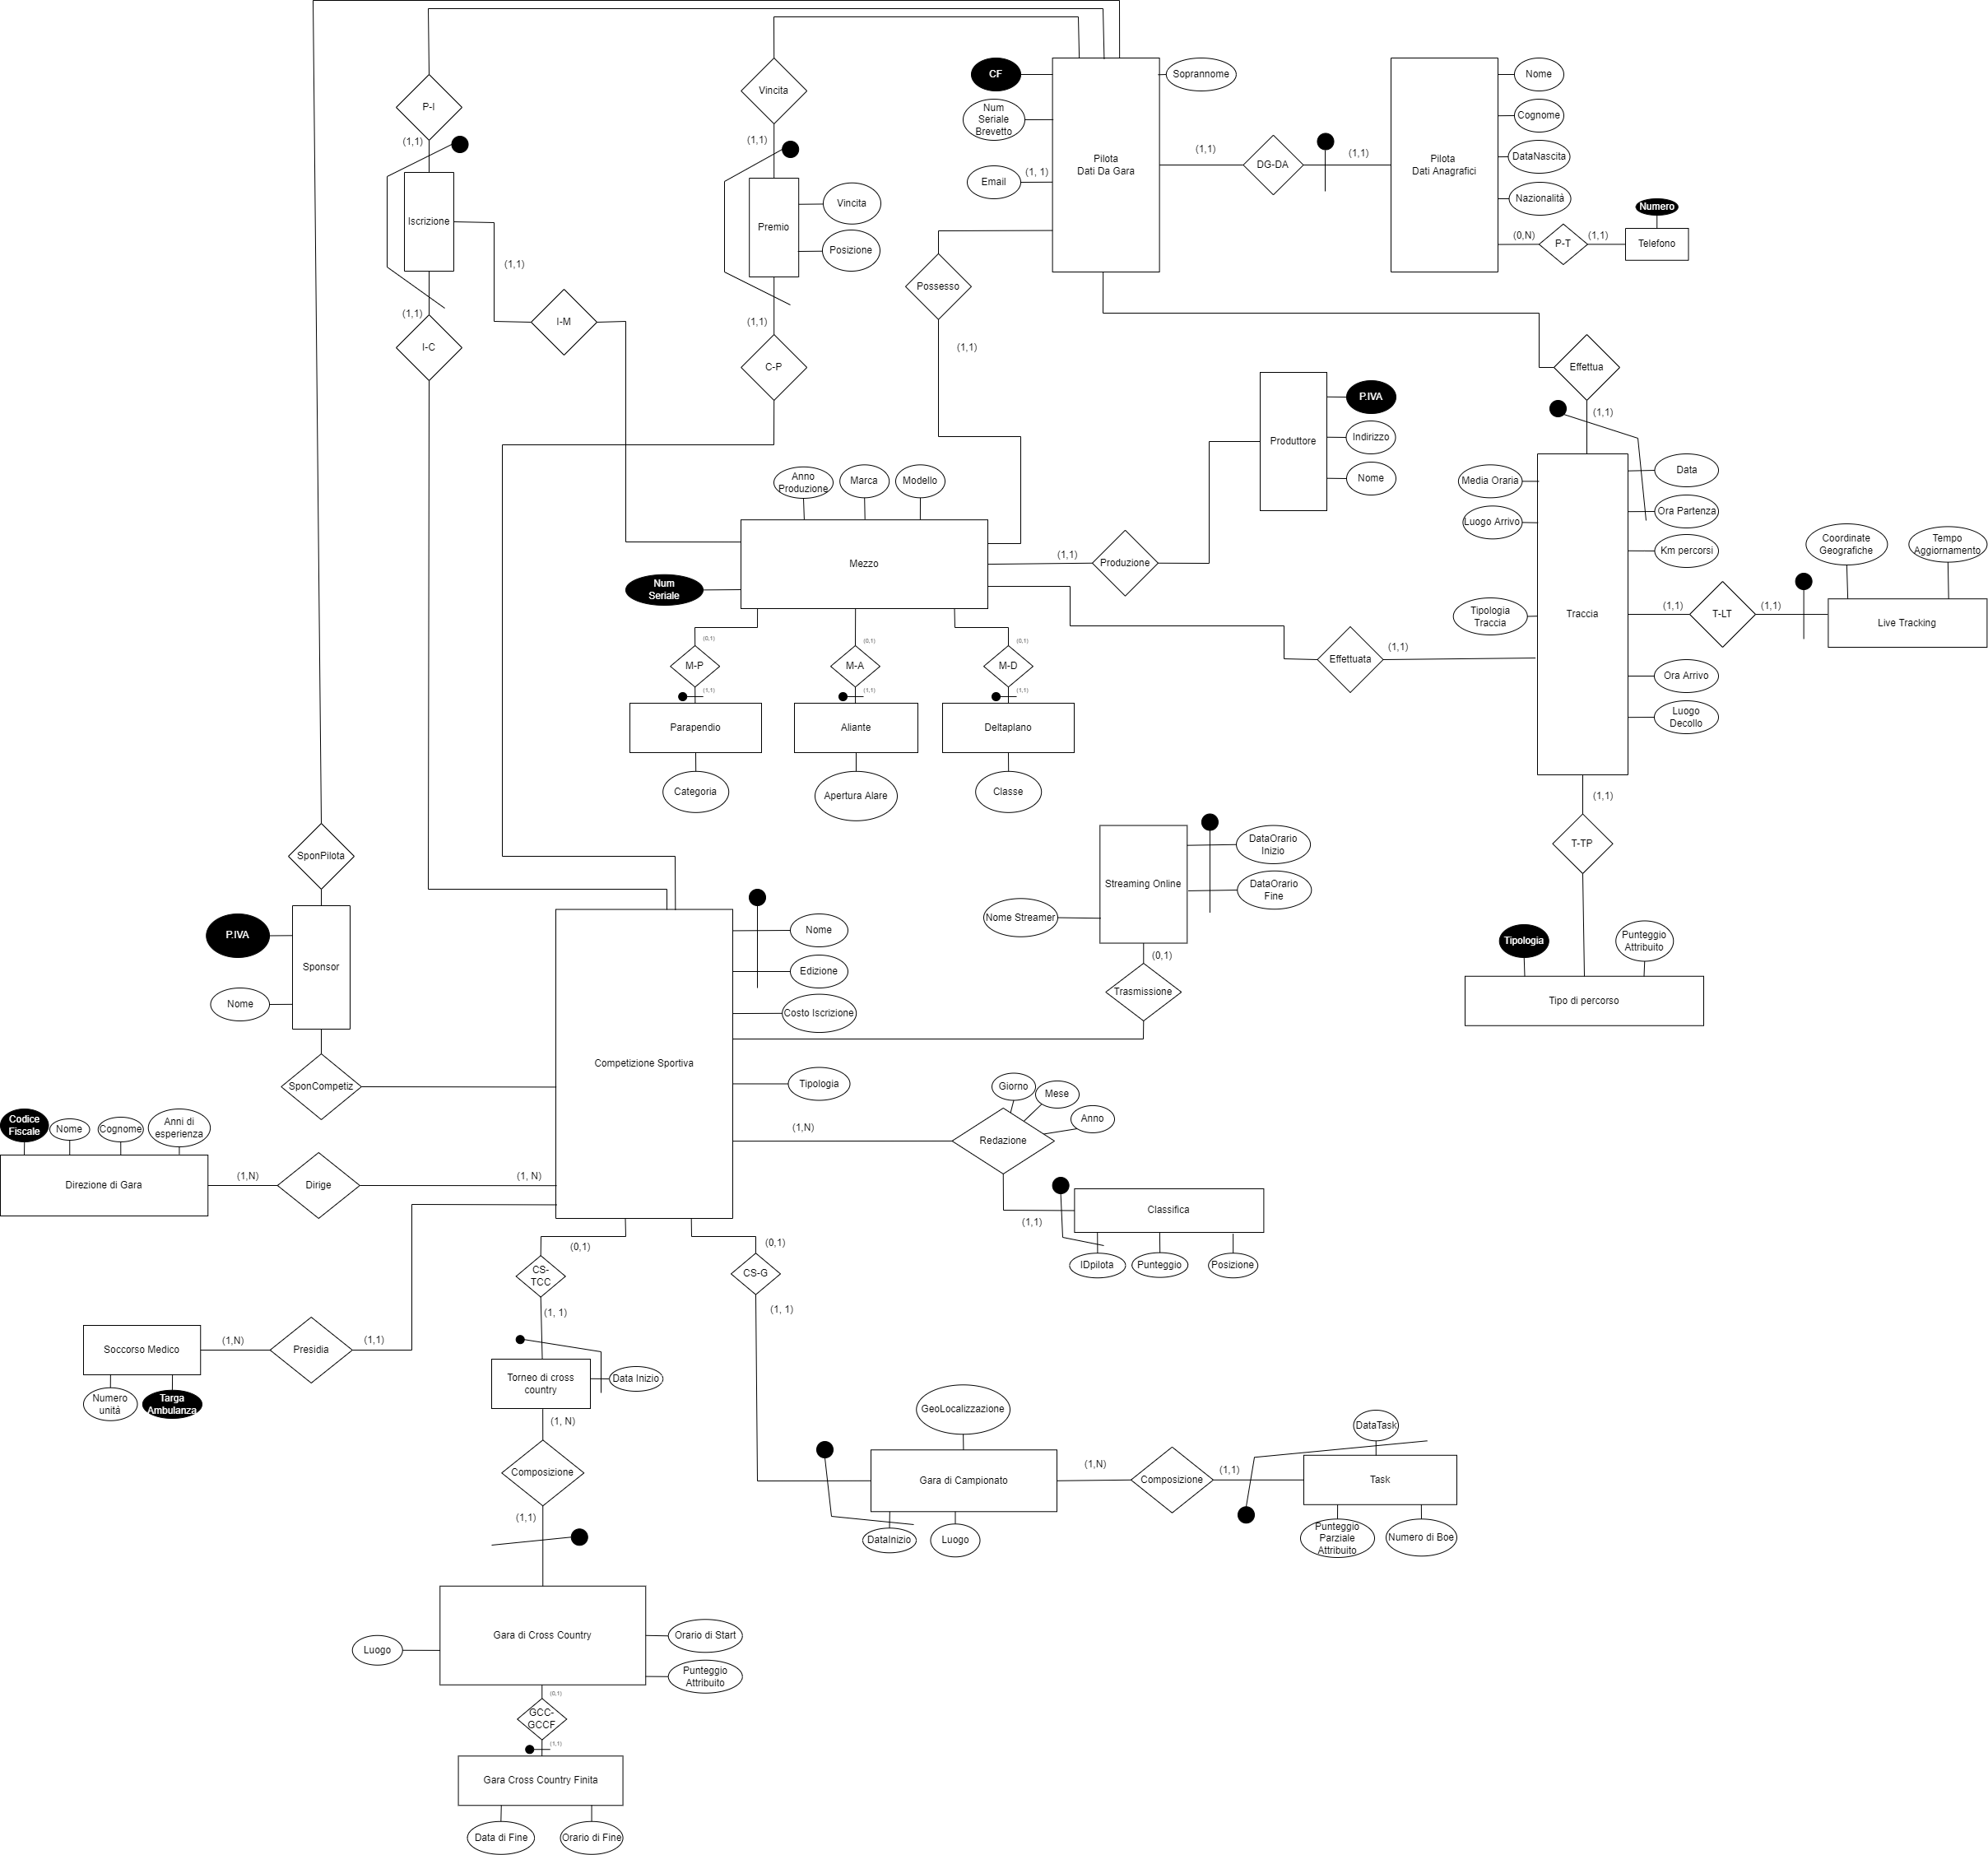 CF
Soprannome
Num
Seriale
Brevetto
Email
(1, 1)
Pilota
Dati Da Gara
(1,1)
DG-DA
(1,1)
Pilota
Dati Anagrafici
Nome
Cognome
DataNascita
Nazionalitá
(0,N)
P-T
(1,1)
Numero
Telefono
P-I
(1,1)
Iscrizione
(1,1)
(1,1)
I-C
I-M
Vincita
(1,1)
Premio
Vincita
Posizione
(1,1)
C-P
Possesso
(1,1)
Effettua
(1,1)
Produttore
P.IVA
Indirizzo
Nome
Anno
Produzione
Marca
Modello
Mezzo
Num
Seriale
(1,1)
Produzione
Effettuata
(1,1)
Media Oraria
Luogo Arrivo
Tipologia
Traccia
Traccia
Data
Ora Partenza
Km percorsi
Ora Arrivo
Luogo
Decollo
(1,1)
T-LT
(1,1)
Coordinate
Geografiche
Tempo
Aggiornamento
Live Tracking
(1,1)
T-TP
Tipologia
Punteggio
Attribuito
Tipo di percorso
(0,1)
M-P
(1,1)
Parapendio
Categoria
(0,1)
M-A
(1,1)
Aliante
Apertura Alare
(0,1)
M-D
(1,1)
Deltaplano
Classe
SponPilota
P.IVA
Nome
Sponsor
SponCompetiz
Streaming Online
DataOrario
Inizio
DataOrario
Fine
Nome Streamer
(0,1)
Trasmissione
Competizione Sportiva
Nome
Edizione
Costo Iscrizione
Tipologia
(1,N)
Redazione
Giorno
Mese
Anno
(1,1)
Classifica
IDpilota
Punteggio
Posizione
Codice
Fiscale
Nome
Cognome
Anni di
esperienza
Direzione di Gara
(1,N)
Dirige
(1, N)
Soccorso Medico
Numero
unitá
Targa
Ambulanza
(1,N)
Presidia
(1,1)
(0,1)
CS-
TCC
(1, 1)
Torneo di cross
country
Data Inizio
(1, N)
Composizione
(1,1)
(0,1)
CS-G
(1, 1)
GeoLocalizzazione
Gara di Campionato
DataInizio
Luogo
(1,N)
Composizione
(1,1)
DataTask
Task
Punteggio
Parziale
Attribuito
Numero di Boe
Gara di Cross Country
Luogo
Orario di Start
Punteggio
Attribuito
(0,1)
GCC-
GCCF
(1,1)
Gara Cross Country Finita
Data di Fine
Orario di Fine